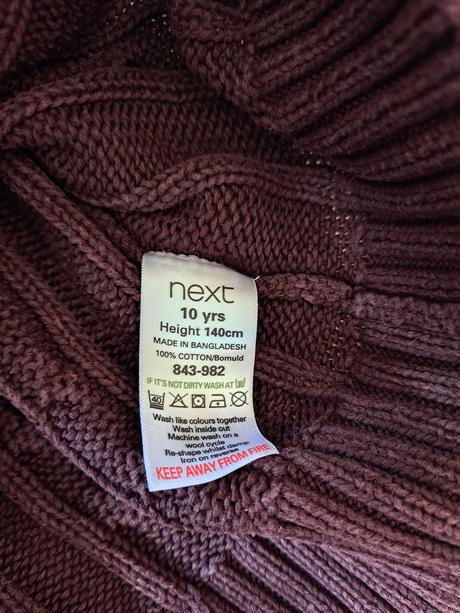 next
10 yrs
Height 140cm
MADE IN BANGLADESH
100% COTTON/Bomuld
843-982
IF IT'S NOT DIRTY WASH AT 30
40
Wash like colours together
Wash inside out
Machine wash on a
wool cycle
Re-shape whilst damp
Iron on reverse
KEEP AWAY FROM FIRE